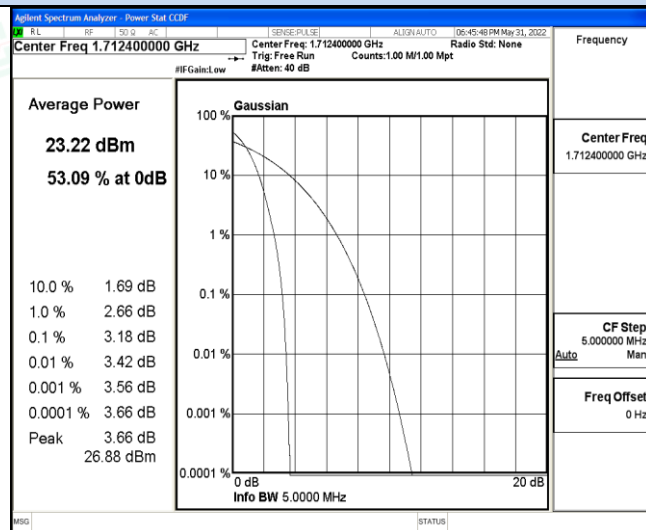 Agilent Spectrum Analyzer - Power Stat CCDF
RL RF 50 Ω AC SENSE:PULSE ALIGN AUTO 06:45:48 PM May 31, 2022
Center Freq 1.712400000 GHz
Center Freq: 1.712400000 GHz Radio Std: None
Trig: Free Run Counts:1.00 M/1.00 Mpt
#IFGain:Low #Atten: 40 dB
Frequency
Average Power
23.22 dBm
53.09 % at 0dB
10.0 % 1.69 dB
1.0 % 2.66 dB
0.1 % 3.18 dB
0.01 % 3.42 dB
0.001 % 3.56 dB
0.0001 % 3.66 dB
Peak 3.66 dB
26.88 dBm
Gaussian
100 %
10 %
1 %
0.1 %
0.01 %
0.001 %
0.0001 %
0 dB 20 dB
Info BW 5.0000 MHz
Center Freq
1.712400000 GHz
CF Step
5.000000 MHz
Auto Man
Freq Offset
0 Hz
MSG STATUS